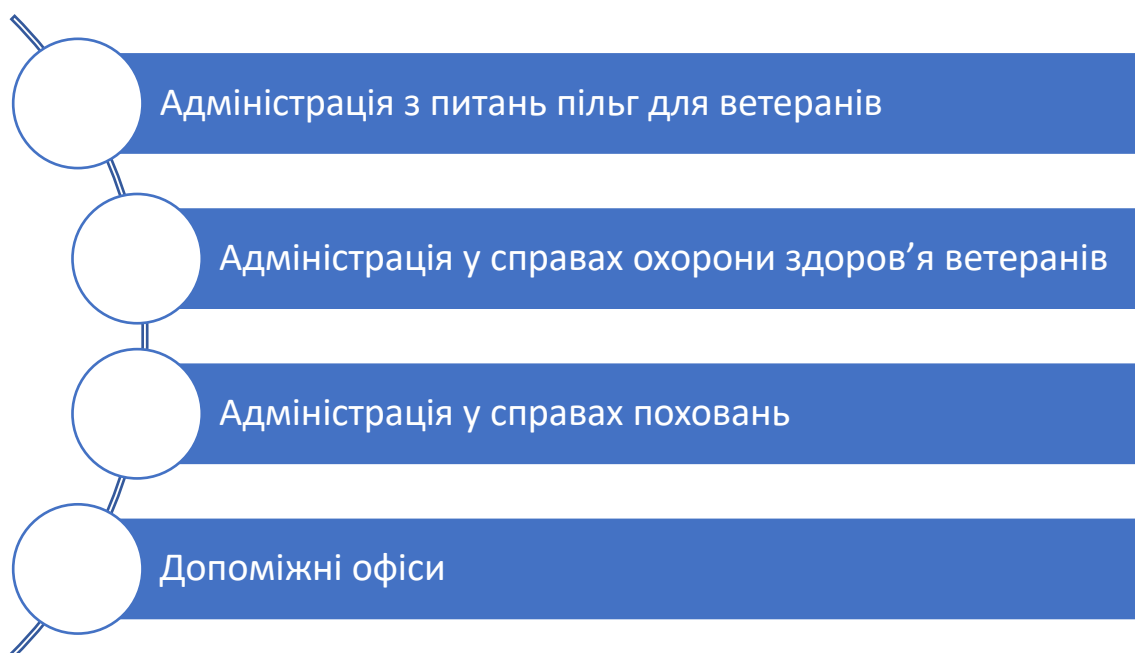 Адміністрація з питань пільг для ветеранів
Адміністрація у справах охорони здоров’я ветеранів
Адміністрація у справах поховань
Допоміжні офіси